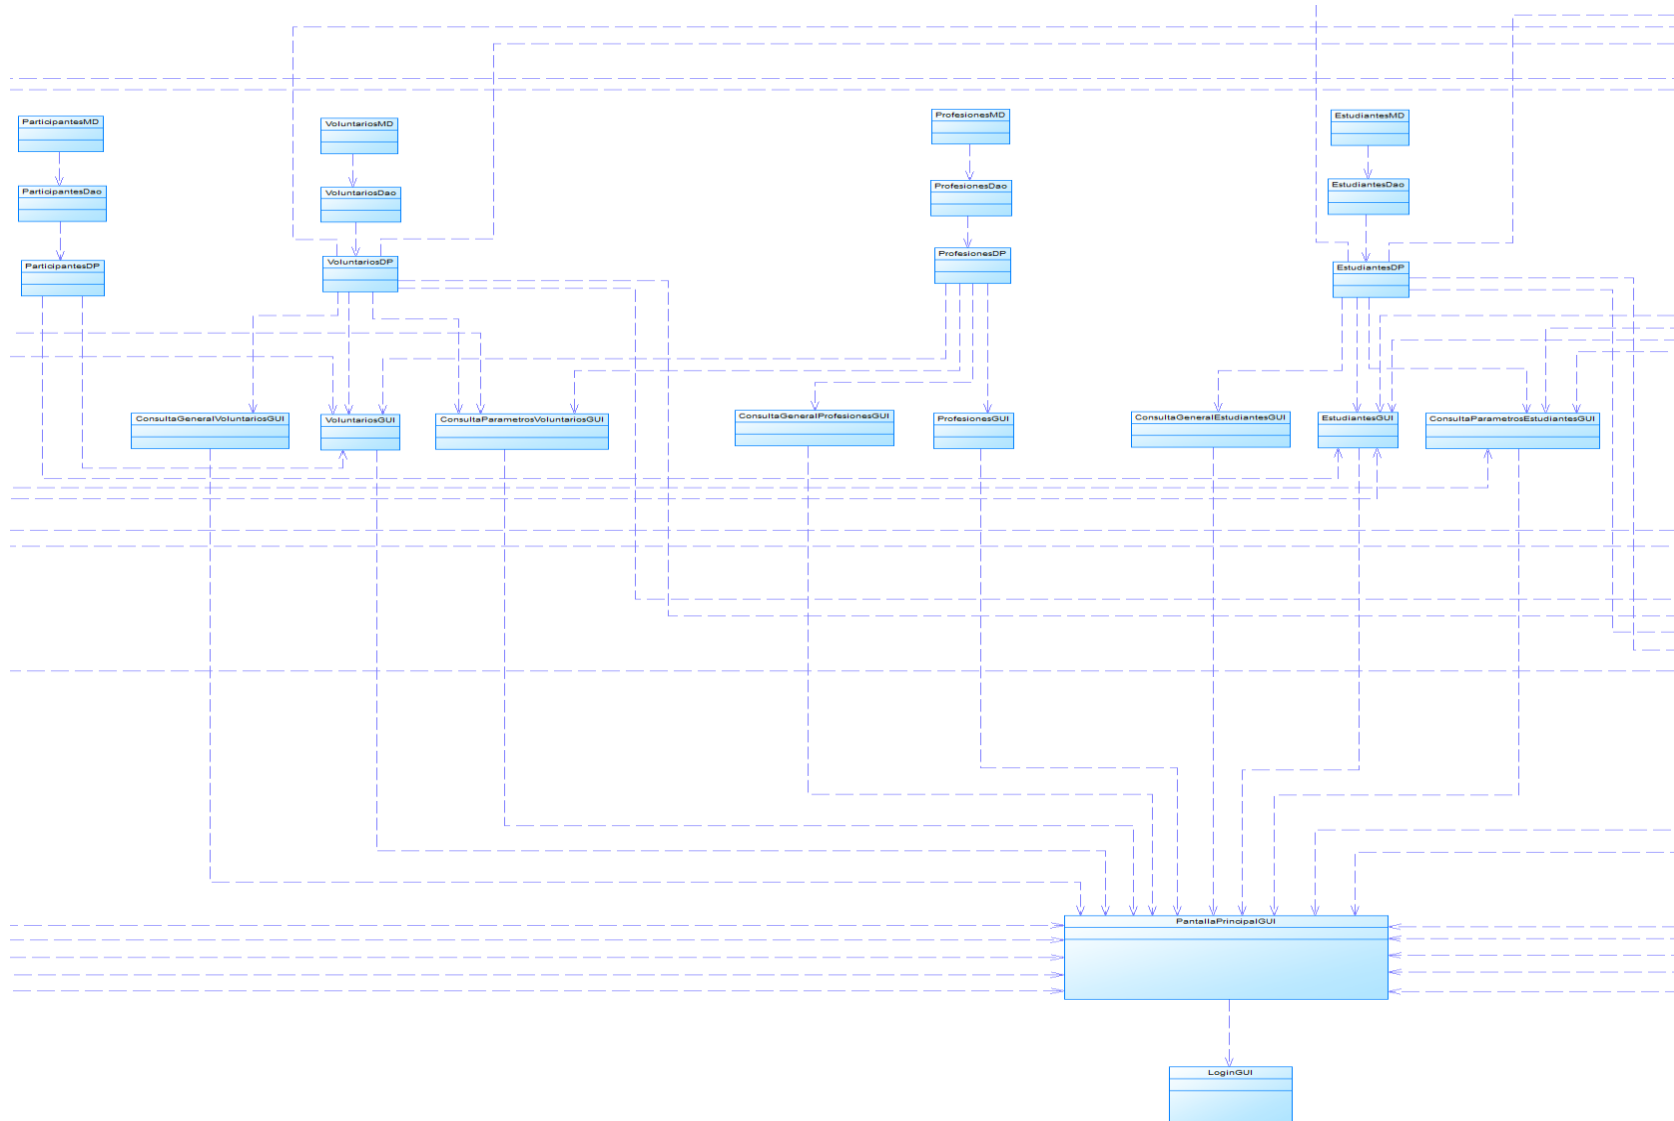 ParticipantesMD
VoluntariosMD
ProfesionesMD
EstudiantesMD
ParticipantesDao
VoluntariosDao
ProfesionesDao
EstudiantesDao
ParticipantesDP
VoluntariosDP
ProfesionesDP
EstudiantesDP
ConsultaGeneralVoluntariosGUI
VoluntariosGUI
ConsultaParametrosVoluntariosGUI
ConsultaGeneralProfesionesGUI
ProfesionesGUI
ConsultaGeneralEstudiantesGUI
EstudiantesGUI
ConsultaParametrosEstudiantesGUI
PantallaPrincipalGUI
LoginGUI